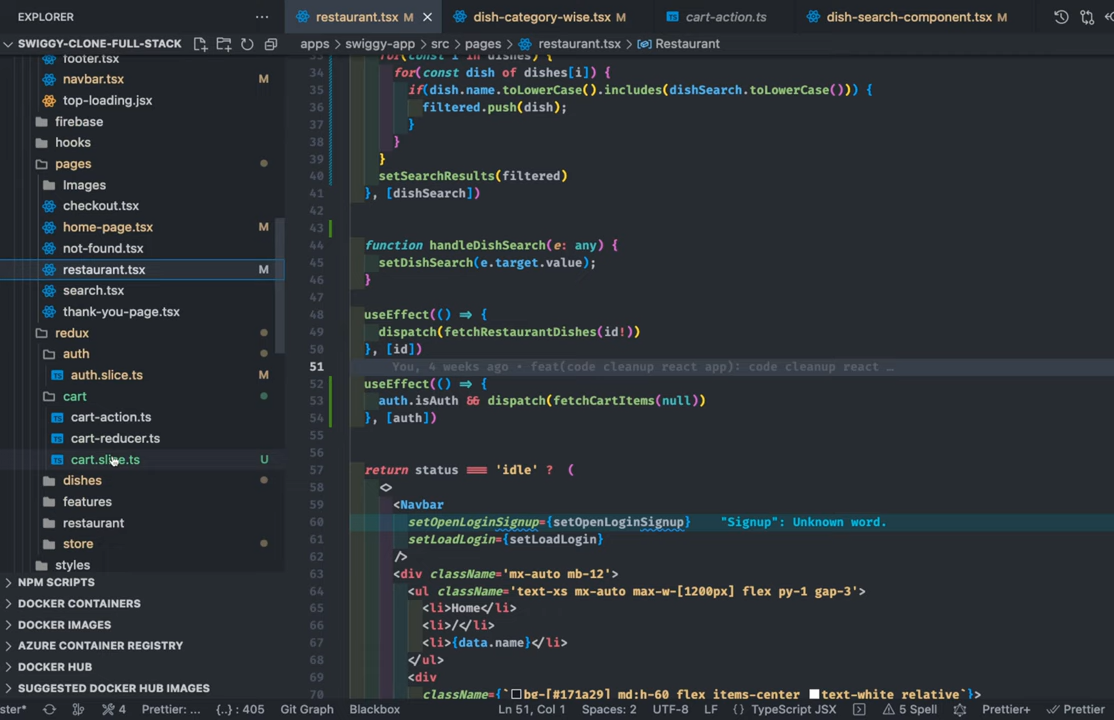 EXPLORER ...
restaurant.tsx M
dish-category-wise.tsx M
cart-action.ts
dish-search-component.tsx M
SWIGGY-CLONE-FULL-STACK
apps > swiggy-app > src > pages > restaurant.tsx > Restaurant
footer.tsx
navbar.tsx M
top-loading.jsx
firebase
hooks
pages
Images
checkout.tsx
home-page.tsx M
not-found.tsx
restaurant.tsx M
search.tsx
thank-you-page.tsx
redux
auth
auth.slice.ts M
cart
cart-action.ts
cart-reducer.ts
cart.slice.ts U
dishes
features
restaurant
store
styles
NPM SCRIPTS
DOCKER CONTAINERS
DOCKER IMAGES
AZURE CONTAINER REGISTRY
DOCKER HUB
SUGGESTED DOCKER HUB IMAGES
33 for(const i in dishes) {
34 for(const dish of dishes[i]) {
35 if(dish.name.toLowerCase().includes(dishSearch.toLowerCase())) {
36 filtered.push(dish);
37 }
38 }
39 }
40 setSearchResults(filtered)
41 }, [dishSearch])
42
43
44 function handleDishSearch(e: any) {
45 setDishSearch(e.target.value);
46 }
47
48 useEffect(() => {
49 dispatch(fetchRestaurantDishes(id!))
50 }, [id])
51 You, 4 weeks ago • feat(code cleanup react app): code cleanup react …
52 useEffect(() => {
53 auth.isAuth && dispatch(fetchCartItems(null))
54 }, [auth])
55
56
57 return status === 'idle' ? (
58 <>
59 <Navbar
60 setOpenLoginSignup={setOpenLoginSignup} "Signup": Unknown word.
61 setLoadLogin={setLoadLogin}
62 />
63 <div className='mx-auto mb-12'>
64 <ul className='text-xs mx-auto max-w-[1200px] flex py-1 gap-3'>
65 <li>Home</li>
66 <li>/</li>
67 <li>{data.name}</li>
68 </ul>
69 <div
70 className={`bg-[#171a29] md:h-60 flex items-center text-white relative`}>
ster* 4 Prettier: ... {..} : 405 Git Graph Blackbox Ln 51, Col 1 Spaces: 2 UTF-8 LF {} TypeScript JSX 5 Spell Prettier+ Prettier